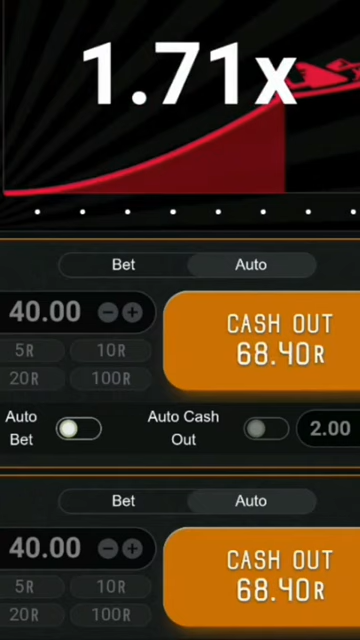 1.71x
Bet Auto
40.00
CASH OUT
68.40R
5R 10R
20R 100R
Auto Bet
Auto Cash Out
2.00
Bet Auto
40.00
CASH OUT
68.40R
5R 10R
20R 100R